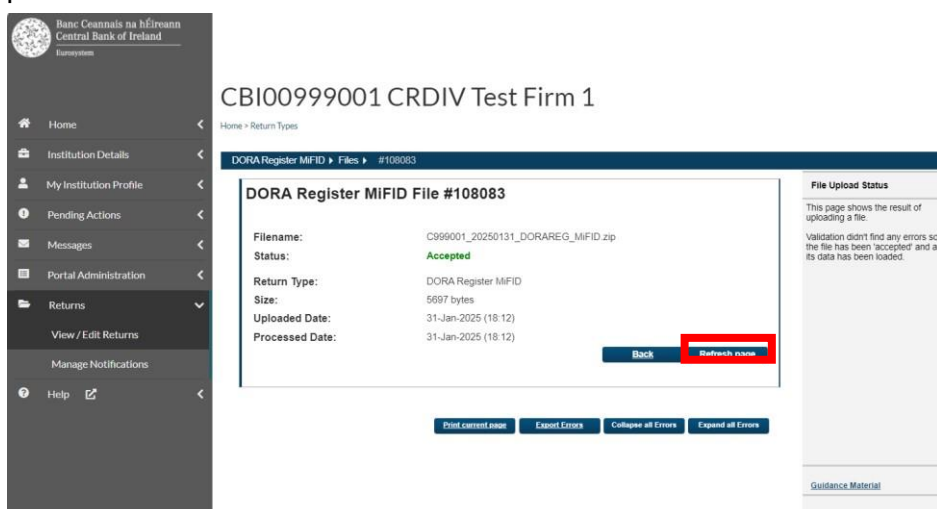 Banc Ceannais na hÉireann
Central Bank of Ireland
Eurosystem
CBI00999001 CRDIV Test Firm 1
Home > Return Types
Home
Institution Details
My Institution Profile
Pending Actions
Messages
Portal Administration
Returns
View / Edit Returns
Manage Notifications
Help
DORA Register MiFID Files #108083
DORA Register MiFID File #108083
Filename: C999001_20250131_DORAREG_MiFID.zip
Status: Accepted
Return Type: DORA Register MiFID
Size: 5697 bytes
Uploaded Date: 31-Jan-2025 (18:12)
Processed Date: 31-Jan-2025 (18:12)
Back Refresh page
Print current page Export Errors Collapse all Errors Expand all Errors
File Upload Status
This page shows the result of
uploading a file.
Validation didn't find any errors so
the file has been 'accepted' and a
its data has been loaded.
Guidance Material